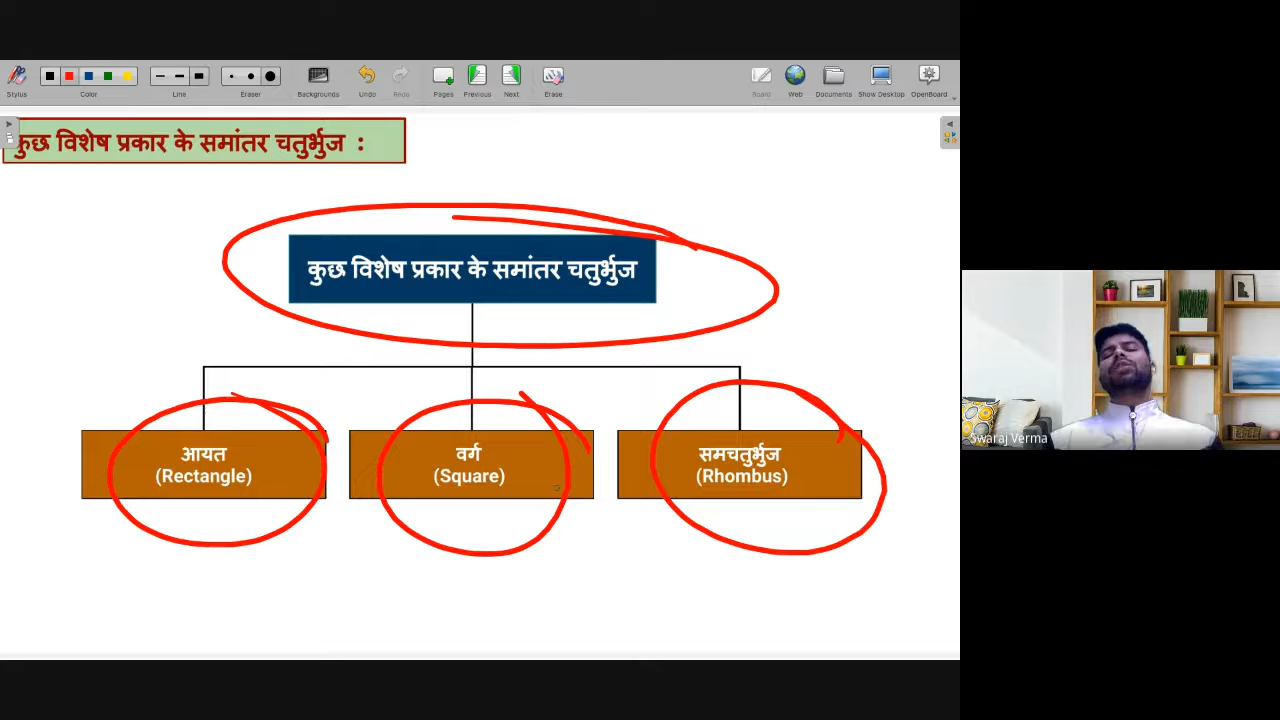 Stylus
Color
Line
Eraser
Backgrounds
Undo
Redo
Pages
Previous
Next
Erase
Board
Web
Documents
Show Desktop
OpenBoard
कुछ विशेष प्रकार के समांतर चतुर्भुज :
कुछ विशेष प्रकार के समांतर चतुर्भुज
आयत
(Rectangle)
वर्ग
(Square)
समचतुर्भुज
(Rhombus)
Swaraj Verma